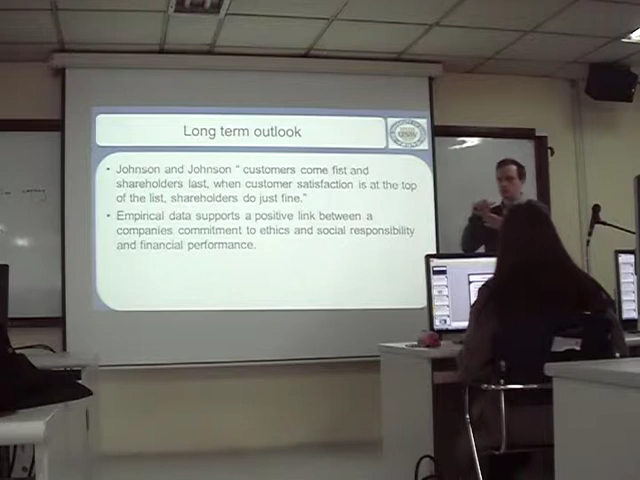 Long term outlook
• Johnson and Johnson “ customers come fist and
shareholders last, when customer satisfaction is at the top
of the list, shareholders do just fine.”
• Empirical data supports a positive link between a
companies commitment to ethics and social responsibility
and financial performance.